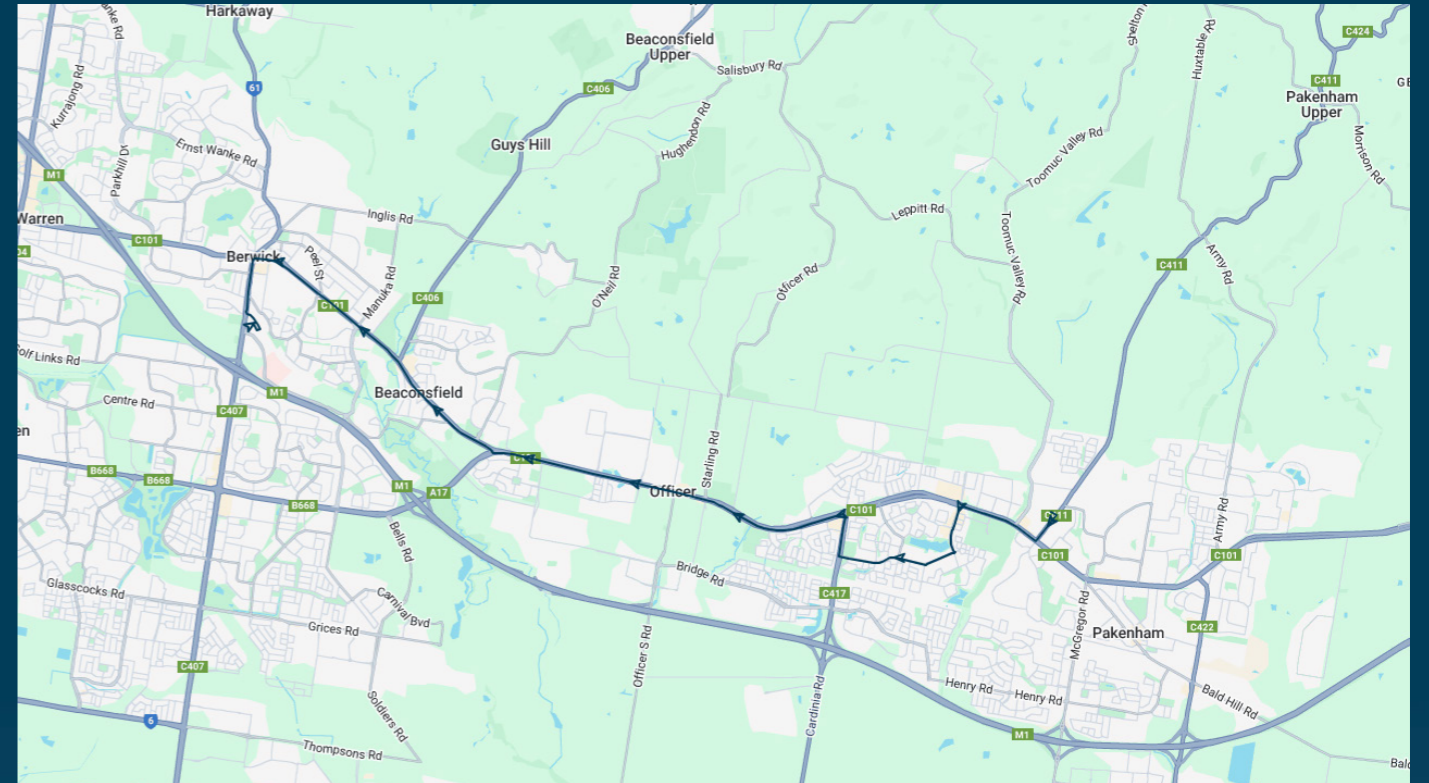 Harkaway
Beaconsfield
Upper
Salisbury Rd
C424
C411
Pakenham
Upper
Shelton
Huxtable Rd
Morrison Rd
Kurrajong Rd
61
C406
Hughendon Rd
Guys Hill
Ernst Wanke Rd
Parkhill Dr
M1
Toomuc Valley Rd
Warren
Inglis Rd
Leppitt Rd
Toomuc Valley Rd
C101
Berwick
Peel St
Manuka Rd
C406
C101
O'Neil Rd
Officer Rd
C411
Army Rd
Golf Links Rd
Centre Rd
M1
C407
Beaconsfield
Starling Rd
B668
B668
B668
M1
A17
Officer
C101
C101
C101
Army Rd
Bells Rd
Bridge Rd
C417
Glasscocks Rd
Carnival Bvd
Grices Rd
C407
Officer S Rd
McGregor Rd
Pakenham
C422
Soldiers Rd
Cardinia Rd
Henry Rd
Henry Rd
Bald Hill Rd
6
Thompsons Rd
M1